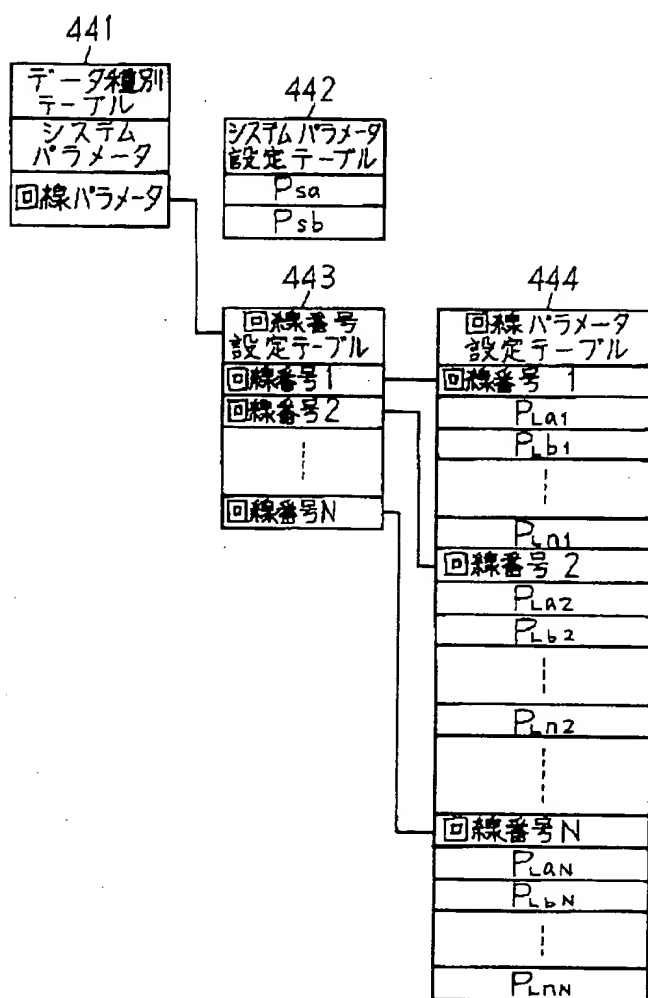 441
データ種別
テーブル
システム
パラメータ
回線パラメータ
442
システムパラメータ
設定テーブル
Psa
Psb
443
回線番号
設定テーブル
回線番号1
回線番号2
回線番号N
444
回線パラメータ
設定テーブル
回線番号 1
PLa1
PLb1
PLn1
回線番号 2
PLa2
PLb2
PLn2
回線番号N
PLaN
PLbN
PLnN